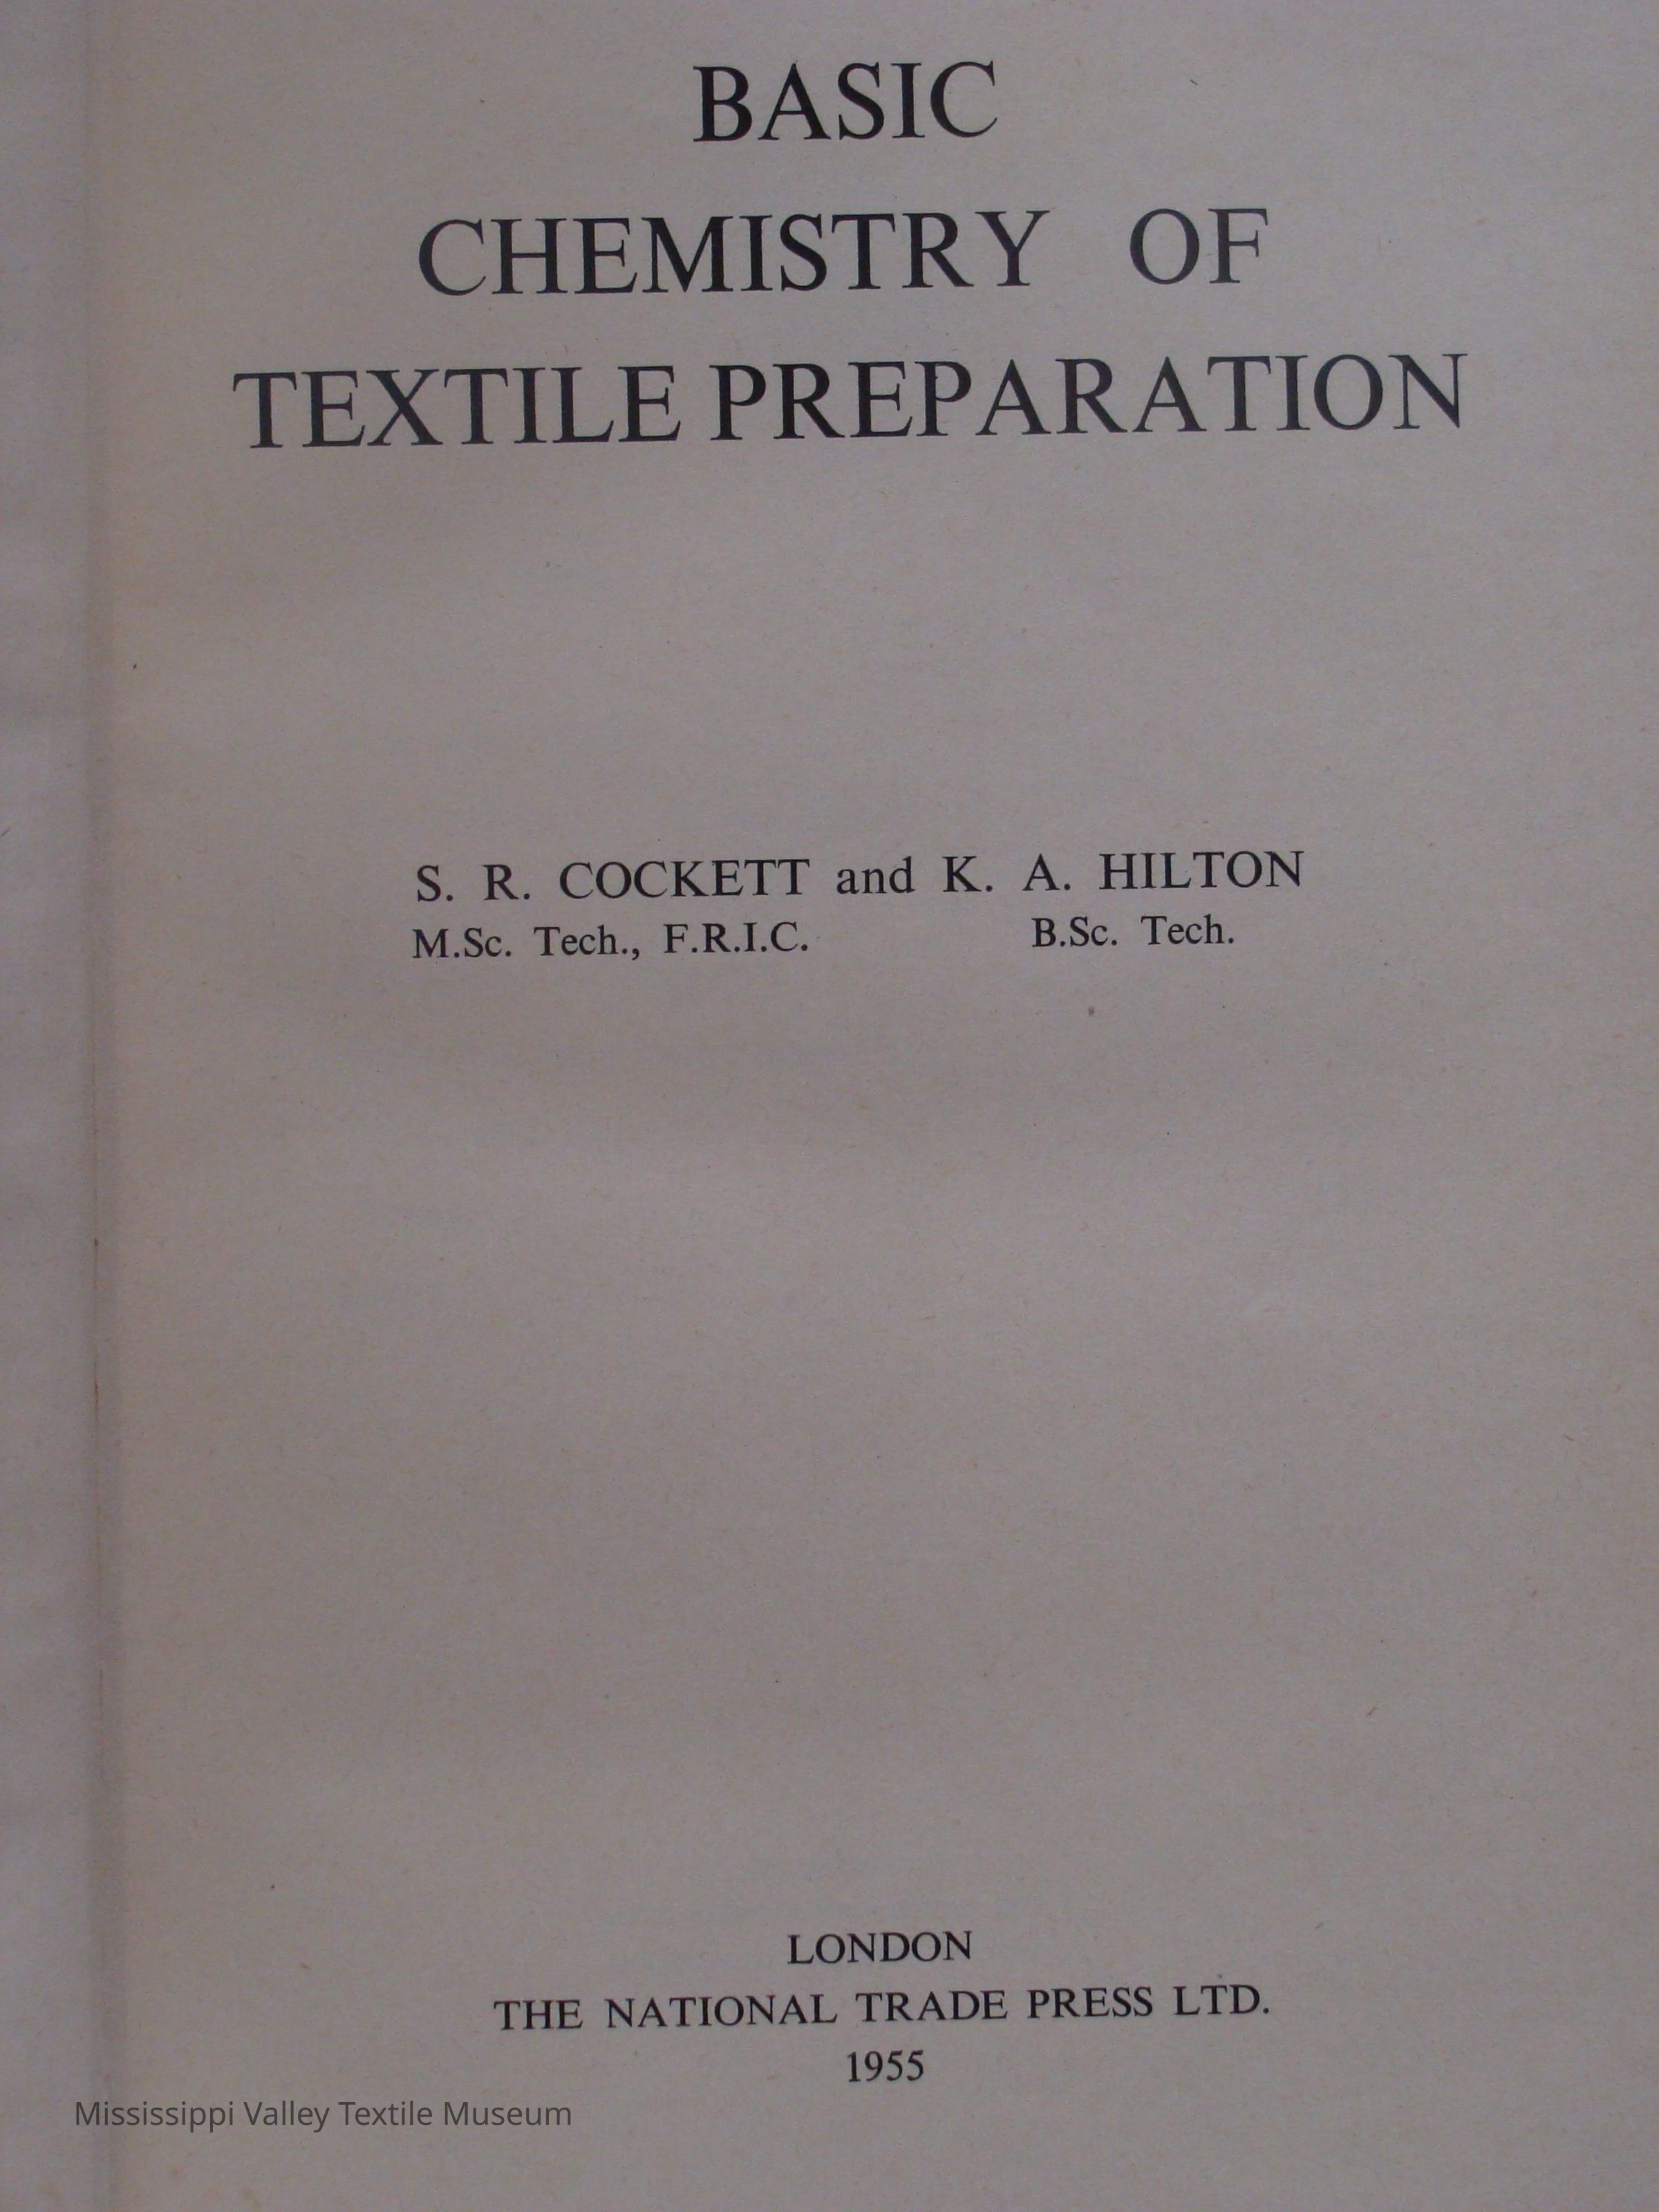 BASIC
CHEMISTRY OF
TEXTILE PREPARATION
S. R. COCKETT and K. A. HILTON
M.Sc. Tech., F.R.I.C. B.Sc. Tech.
LONDON
THE NATIONAL TRADE PRESS LTD.
1955
Mississippi Valley Textile Museum